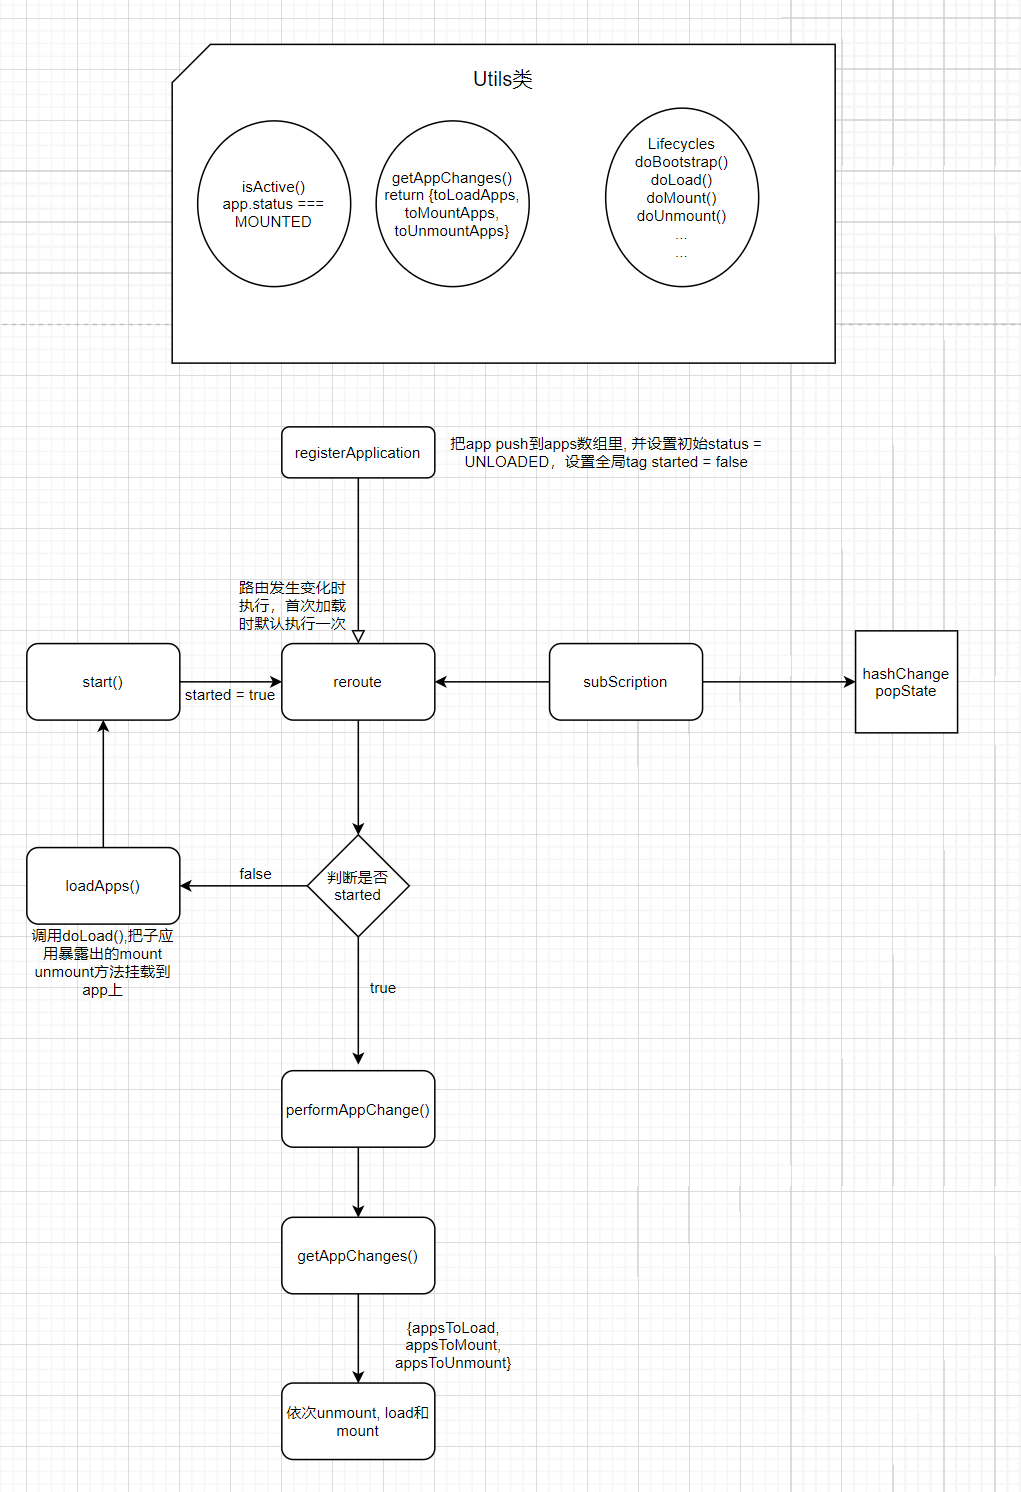 Utils类
isActive()
app.status ===
MOUNTED
getAppChanges()
return {toLoadApps,
toMountApps,
toUnmountApps}
Lifecycles
doBootstrap()
doLoad()
doMount()
doUnmount()
...
...
registerApplication
把app push到apps数组里, 并设置初始status =
UNLOADED，设置全局tag started = false
路由发生变化时
执行，首次加载
时默认执行一次
start()
started = true
reroute
subScription
hashChange
popState
loadApps()
false
判断是否
started
调用doLoad(),把子应
用暴露出的mount
unmount方法挂载到
app上
true
performAppChange()
getAppChanges()
{appsToLoad,
appsToMount,
appsToUnmount}
依次unmount, load和
mount